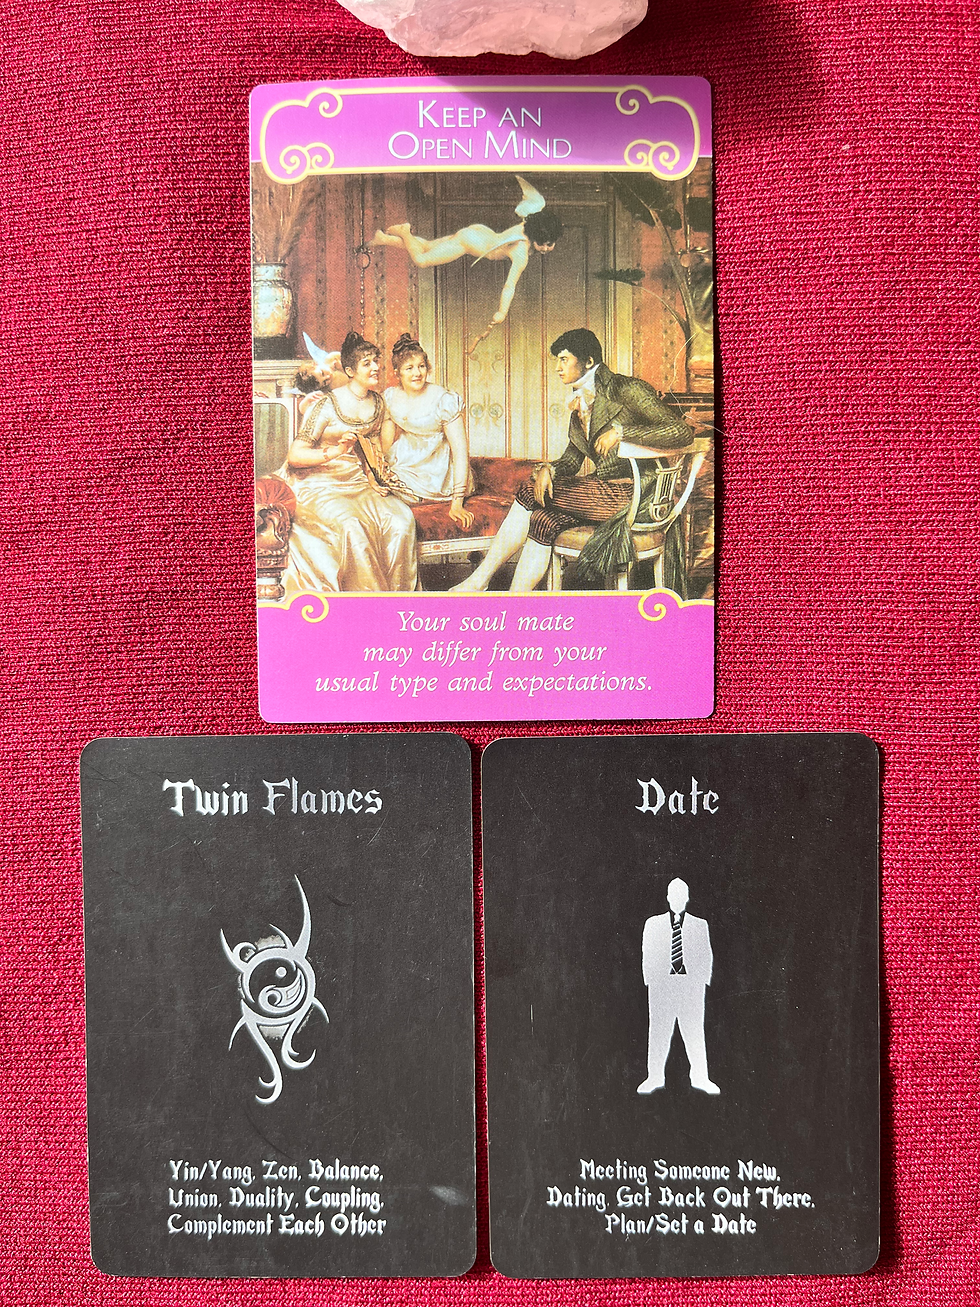 Keep an
Open Mind
Your soul mate
may differ from your
usual type and expectations.
Twin Flames
Yin/Yang, Zen, Balance,
Union, Duality, Coupling,
Complement Each Other
Date
Meeting Someone New,
Dating, Get Back Out There,
Plan/Set a Date